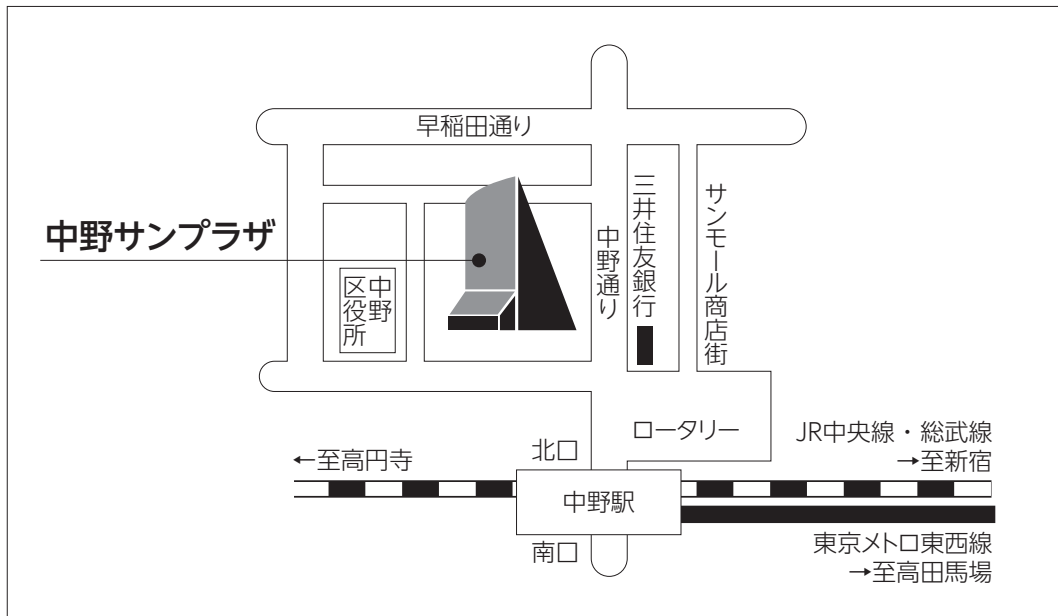 早稲田通り
中野サンプラザ
中野
区役所
中野通り
三井住友銀行
サンモール商店街
ロータリー
北口
←至高円寺
JR中央線・総武線
→至新宿
中野駅
南口
東京メトロ東西線
→至高田馬場